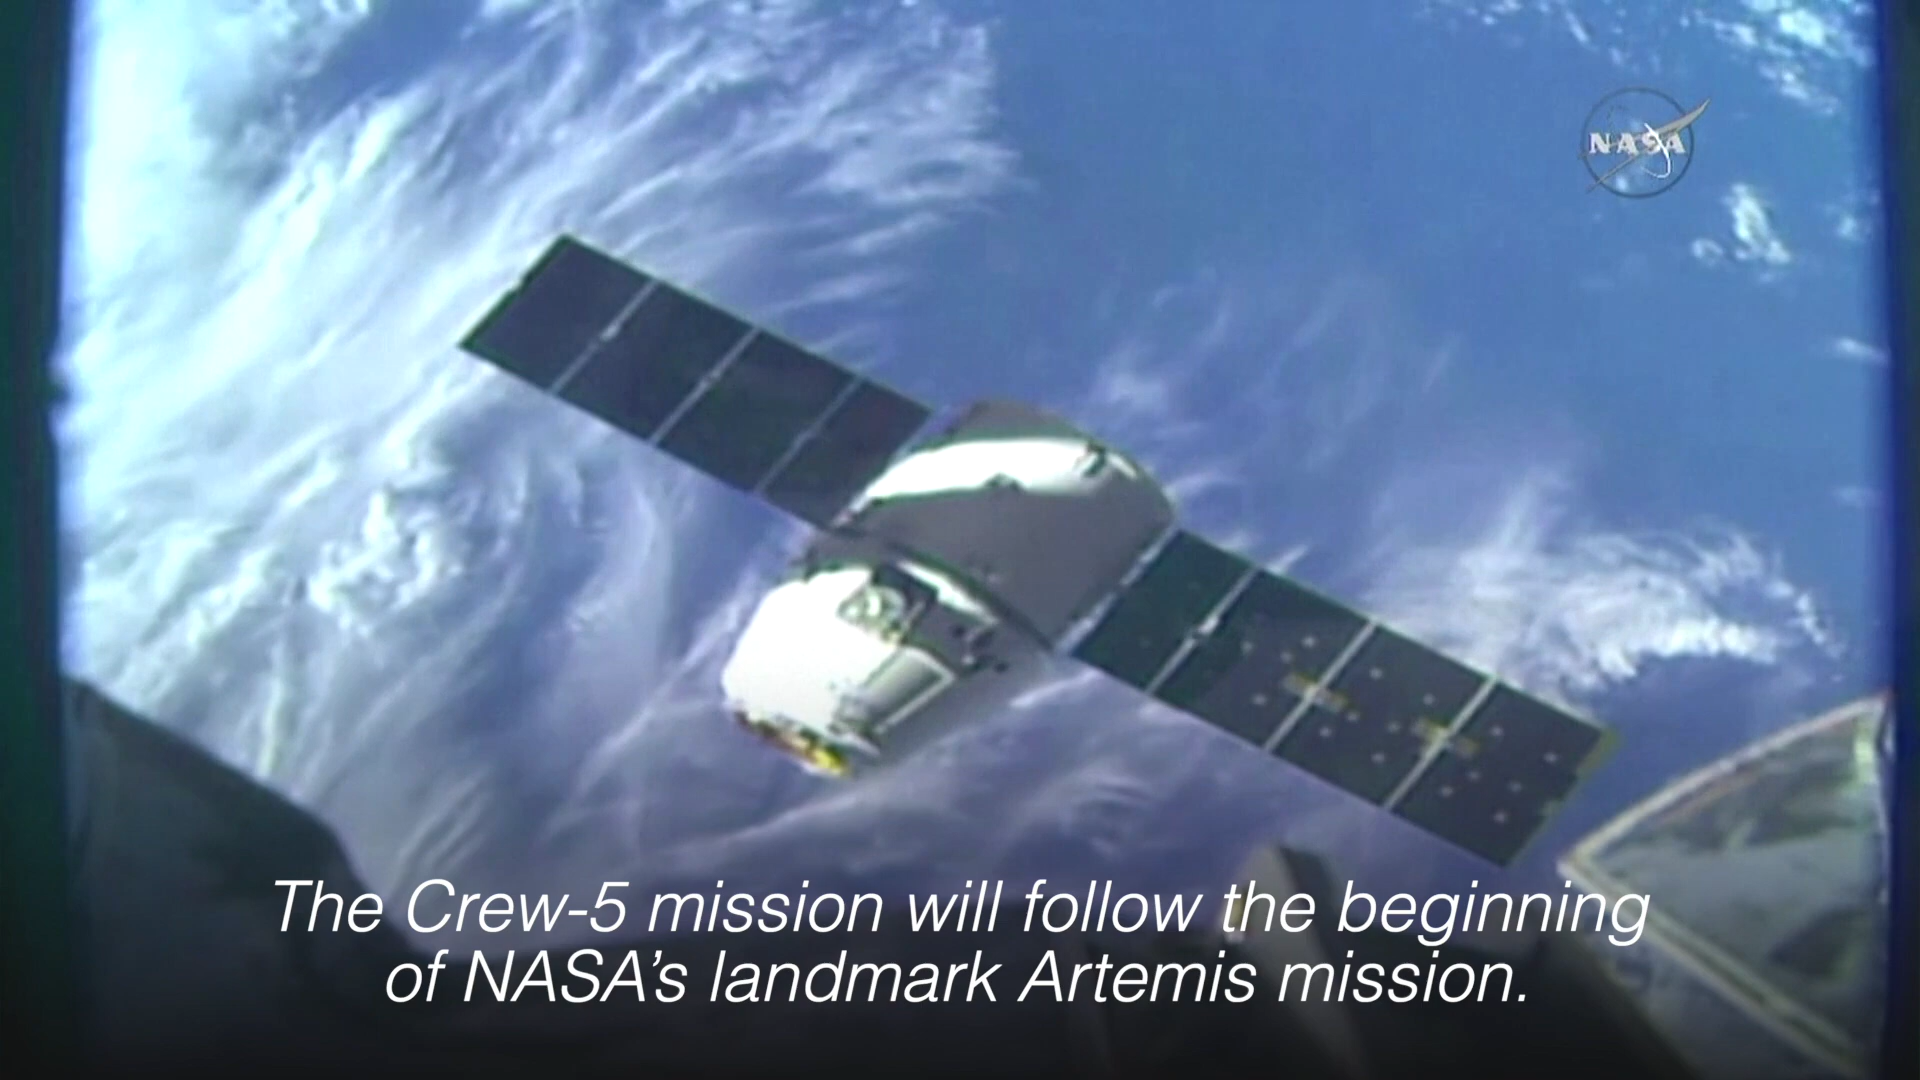 NASA
The Crew-5 mission will follow the beginning
of NASA’s landmark Artemis mission.